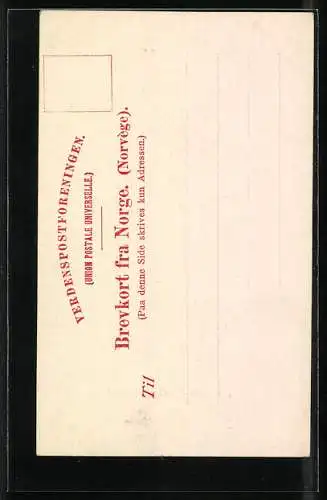 VERDENSPOSTFORENINGEN.
(UNION POSTALE UNIVERSELLE.)
Brevkort fra Norge. (Norvège).
(Paa denne Side skrives kun Adressen.)
Til